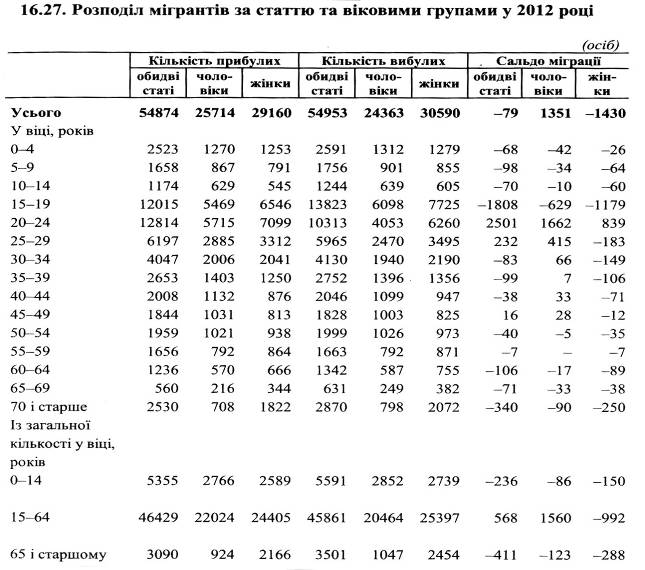 16.27. Розподіл мігрантів за статтю та віковими групами у 2012 році
(осіб)
Кількість прибулих Кількість вибулих Сальдо міграції
обидві статі чоло-віки жінки обидві статі чоло-віки жінки обидві статі чоло-віки жін-ки
Усього 54874 25714 29160 54953 24363 30590 –79 1351 –1430
У віці, років
0–4 2523 1270 1253 2591 1312 1279 –68 –42 –26
5–9 1658 867 791 1756 901 855 –98 –34 –64
10–14 1174 629 545 1244 639 605 –70 –10 –60
15–19 12015 5469 6546 13823 6098 7725 –1808 –629 –1179
20–24 12814 5715 7099 10313 4053 6260 2501 1662 839
25–29 6197 2885 3312 5965 2470 3495 232 415 –183
30–34 4047 2006 2041 4130 1940 2190 –83 66 –149
35–39 2653 1403 1250 2752 1396 1356 –99 7 –106
40–44 2008 1132 876 2046 1099 947 –38 33 –71
45–49 1844 1031 813 1828 1003 825 16 28 –12
50–54 1959 1021 938 1999 1026 973 –40 –5 –35
55–59 1656 792 864 1663 792 871 –7 – –7
60–64 1236 570 666 1342 587 755 –106 –17 –89
65–69 560 216 344 631 249 382 –71 –33 –38
70 і старше 2530 708 1822 2870 798 2072 –340 –90 –250
Із загальної
кількості у віці,
років
0–14 5355 2766 2589 5591 2852 2739 –236 –86 –150
15–64 46429 22024 24405 45861 20464 25397 568 1560 –992
65 і старшому 3090 924 2166 3501 1047 2454 –411 –123 –288